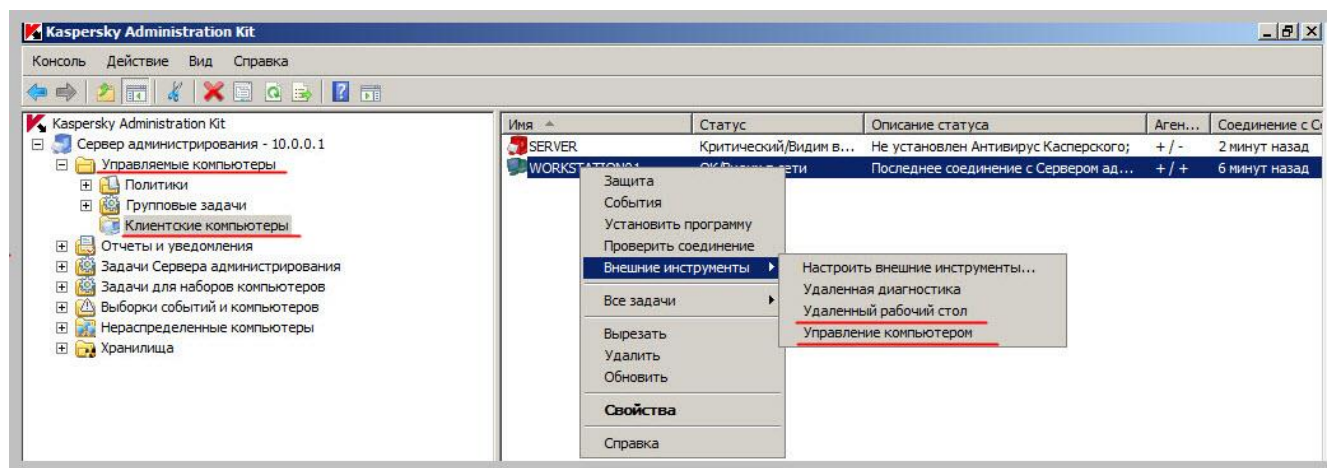 Kaspersky Administration Kit
Консоль Действие Вид Справка
Kaspersky Administration Kit
Сервер администрирования - 10.0.0.1
Управляемые компьютеры
Политики
Групповые задачи
Клиентские компьютеры
Отчеты и уведомления
Задачи Сервера администрирования
Задачи для наборов компьютеров
Выборки событий и компьютеров
Нераспределенные компьютеры
Хранилища
Имя Статус Описание статуса Аген... Соединение с С
SERVER Критический/Видим в... Не установлен Антивирус Касперского; + / - 2 минут назад
сети Последнее соединение с Сервером ад... + / + 6 минут назад
Защита
События
Установить программу
Проверить соединение
Внешние инструменты
Все задачи
Вырезать
Удалить
Обновить
Свойства
Справка
Настроить внешние инструменты...
Удаленная диагностика
Удаленный рабочий стол
Управление компьютером